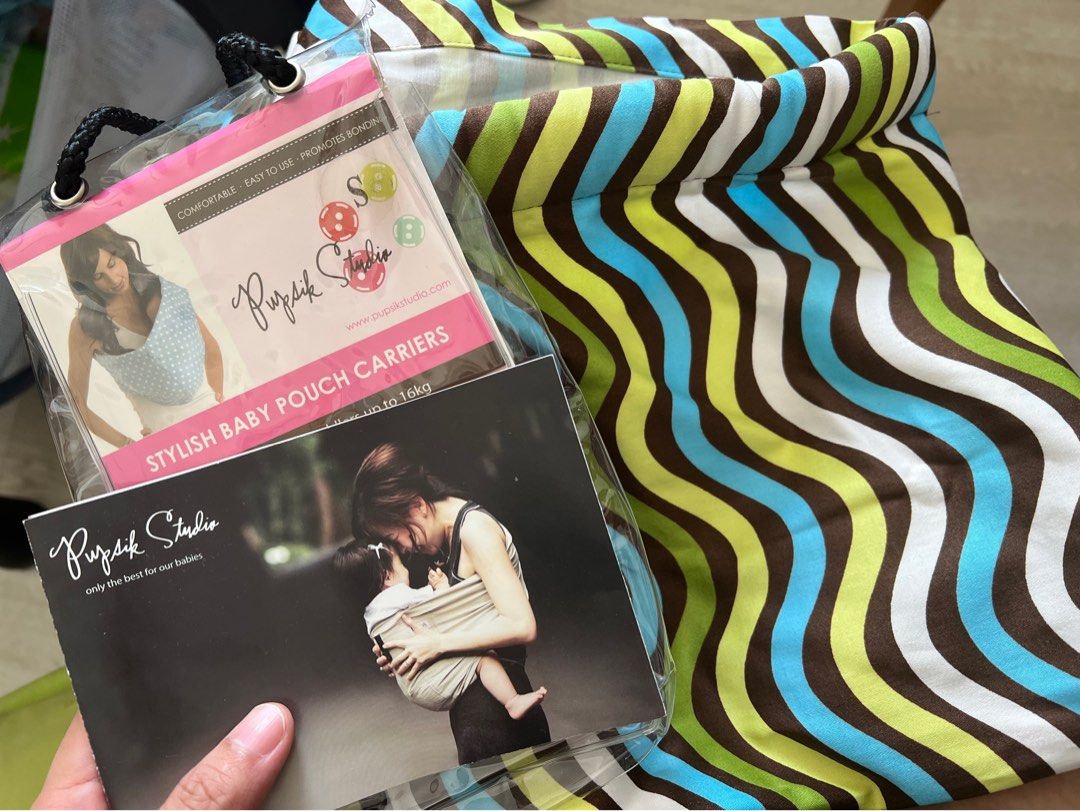 COMFORTABLE · EASY TO USE · PROMOTES BONDIN
S
Pupsik Studio
www.pupsikstudio.com
STYLISH BABY POUCH CARRIERS
up to 16kg
Pupsik Studio
only the best for our babies